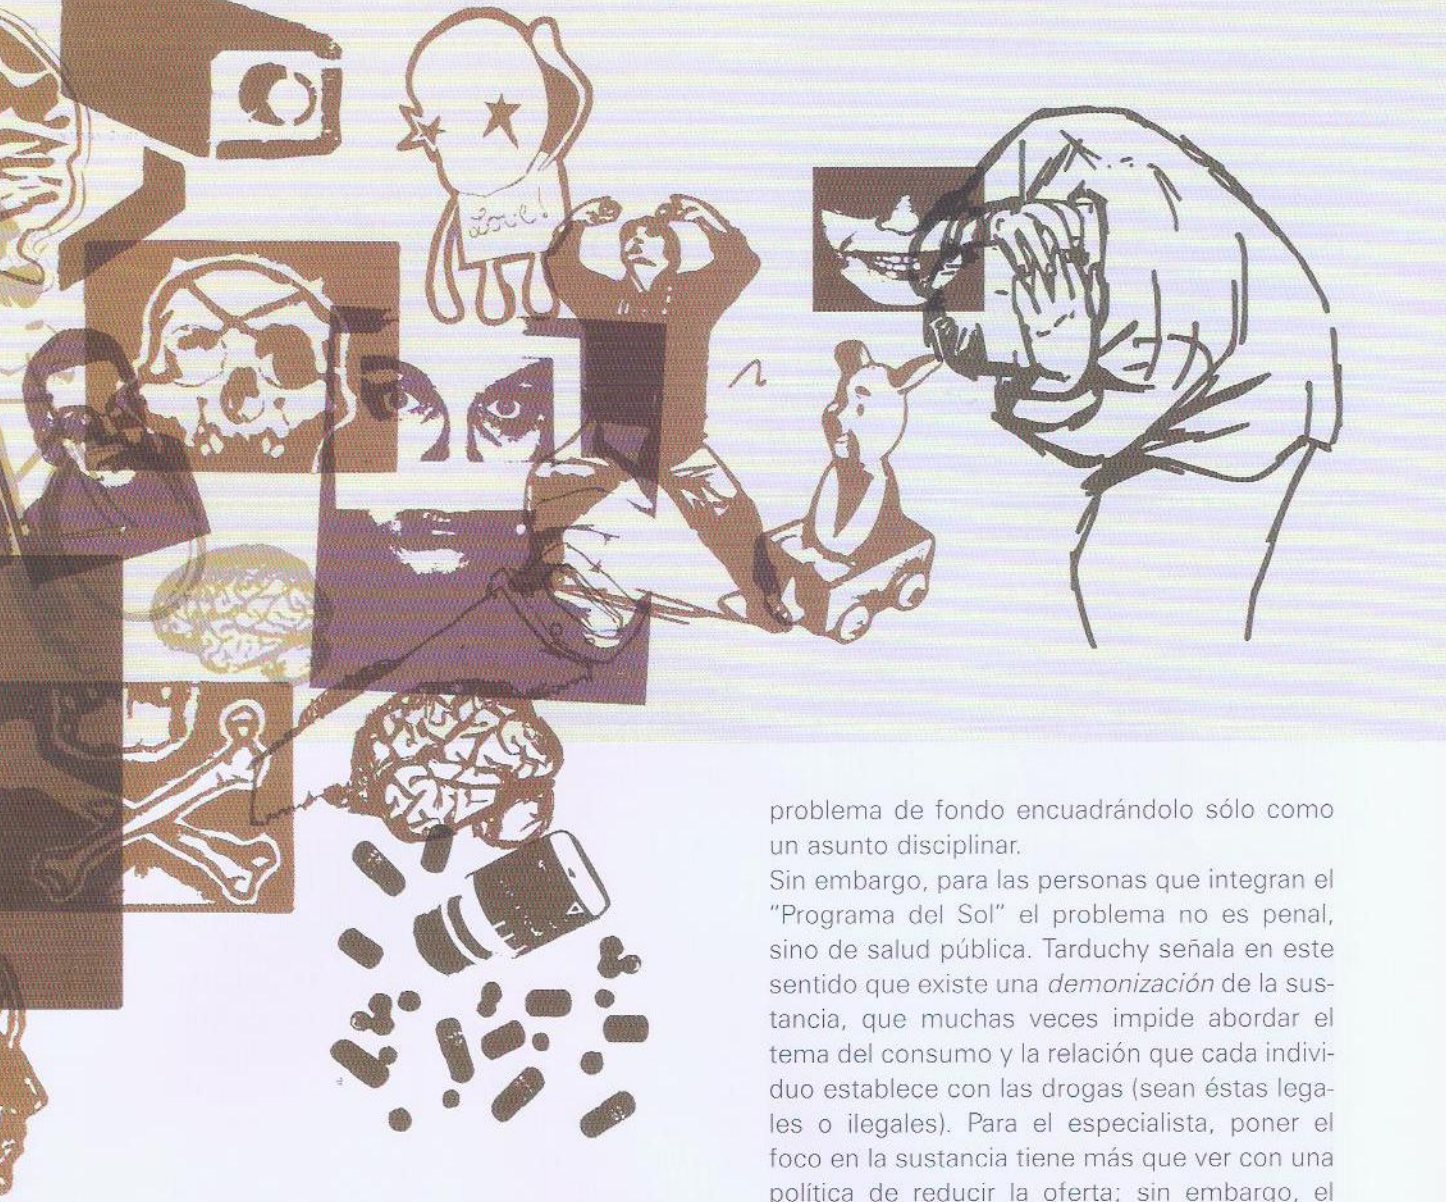 Love!
problema de fondo encuadrándolo sólo como
un asunto disciplinar.
Sin embargo, para las personas que integran el
"Programa del Sol" el problema no es penal,
sino de salud pública. Tarduchy señala en este
sentido que existe una demonización de la sus-
tancia, que muchas veces impide abordar el
tema del consumo y la relación que cada indivi-
duo establece con las drogas (sean éstas lega-
les o ilegales). Para el especialista, poner el
foco en la sustancia tiene más que ver con una
política de reducir la oferta; sin embargo, el